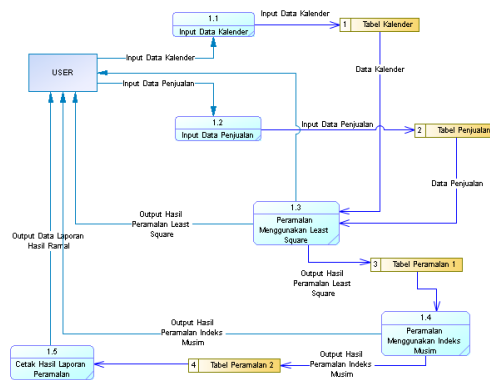 1.1
Input Data Kalender
Input Data Kalender
1 Tabel Kalender
Input Data Kalender
USER
Data Kalender
Input Data Penjualan
1.2
Input Data Penjualan
Input Data Penjualan
2 Tabel Penjualan
Data Penjualan
1.3
Peramalan
Menggunakan Least
Square
Output Hasil
Peramalan Least
Square
Output Data Laporan
Hasil Ramal
3 Tabel Peramalan 1
Output Hasil
Peramalan Least
Square
1.4
Peramalan
Menggunakan Indeks
Musim
Output Hasil
Peramalan Indeks
Musim
1.5
Cetak Hasil Laporan
Peramalan
4 Tabel Peramalan 2
Output Hasil
Peramalan Indeks
Musim